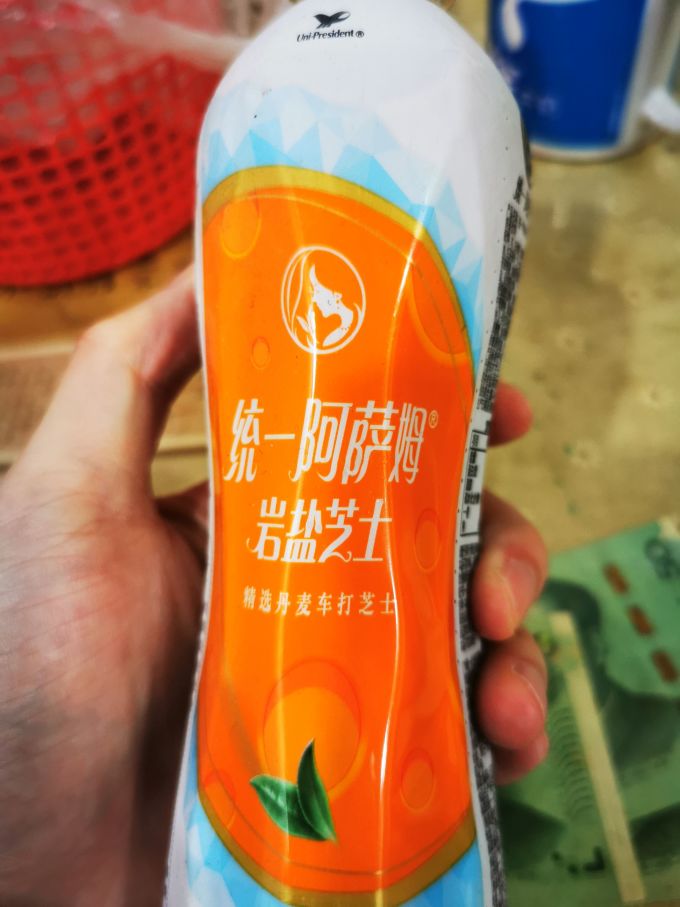 Uni-President®
统一阿萨姆®
岩盐芝士
精选丹麦车打芝士